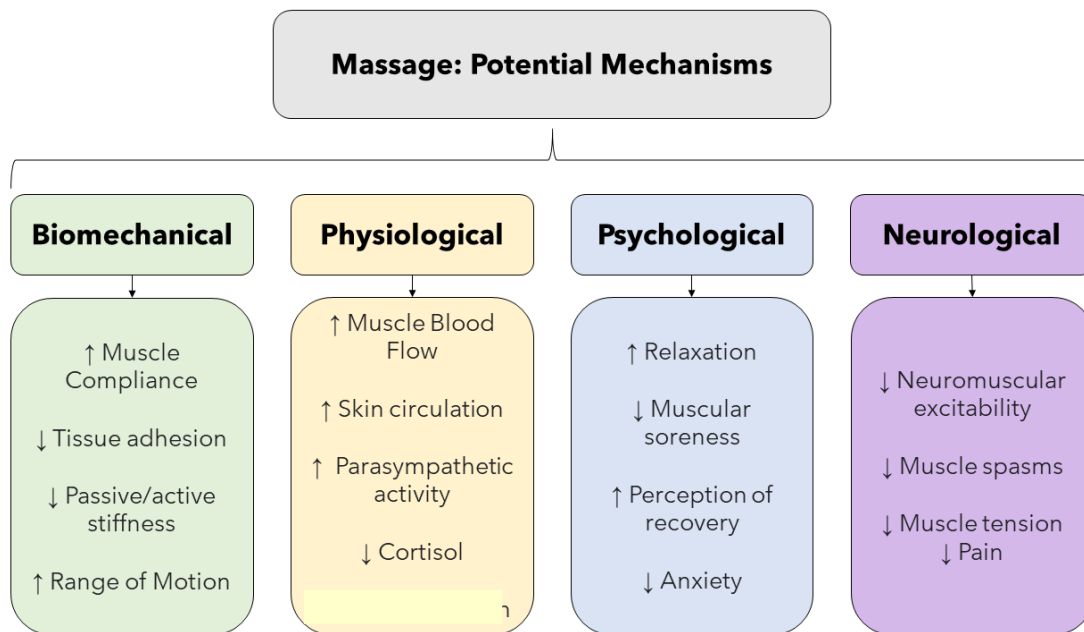 Massage: Potential Mechanisms
Biomechanical
↑ Muscle
Compliance
↓ Tissue adhesion
↓ Passive/active
stiffness
↑ Range of Motion
Physiological
↑ Muscle Blood
Flow
↑ Skin circulation
↑ Parasympathetic
activity
↓ Cortisol
Psychological
↑ Relaxation
↓ Muscular
soreness
↑ Perception of
recovery
↓ Anxiety
Neurological
↓ Neuromuscular
excitability
↓ Muscle spasms
↓ Muscle tension
↓ Pain